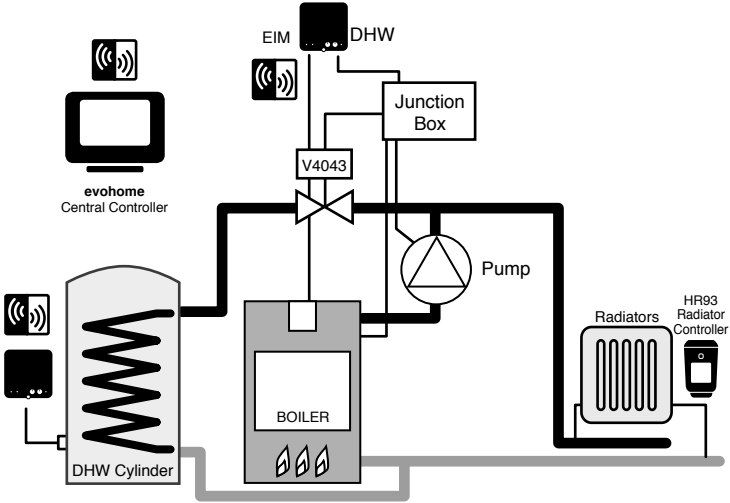 EIM
DHW
Junction
Box
V4043
evohome
Central Controller
Pump
HR93
Radiator
Controller
Radiators
BOILER
DHW Cylinder